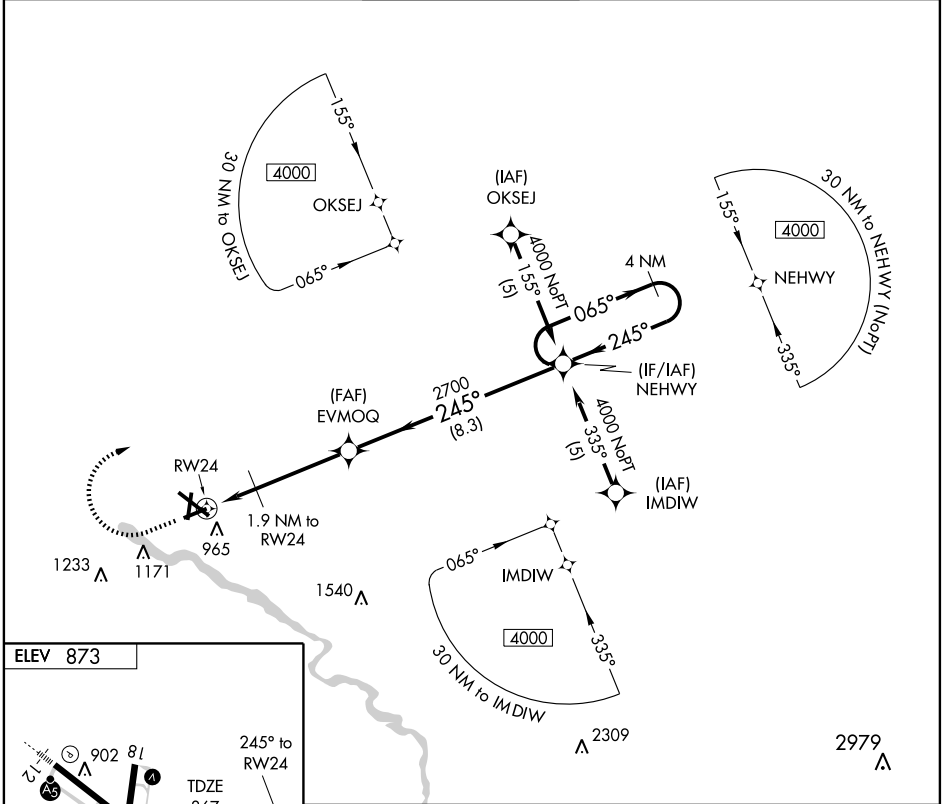 155°
30 NM to OKSEJ
4000
OKSEJ
065°
(IAF)
OKSEJ
4000 NoPT
155°
(5)
4 NM
065°
245°
(IF/IAF)
NEHWY
155°
30 NM to NEHWY (NoPT)
4000
NEHWY
335°
(FAF)
EVMOQ
2700
245°
(8.3)
4000 NoPT
335°
(5)
(IAF)
IMDIW
RW24
1.9 NM to
RW24
965
1233
1171
1540
065°
IMDIW
4000
335°
30 NM to IMDIW
2309
2979
ELEV 873
P
902
18
V
12
A5
245° to
RW24
TDZE